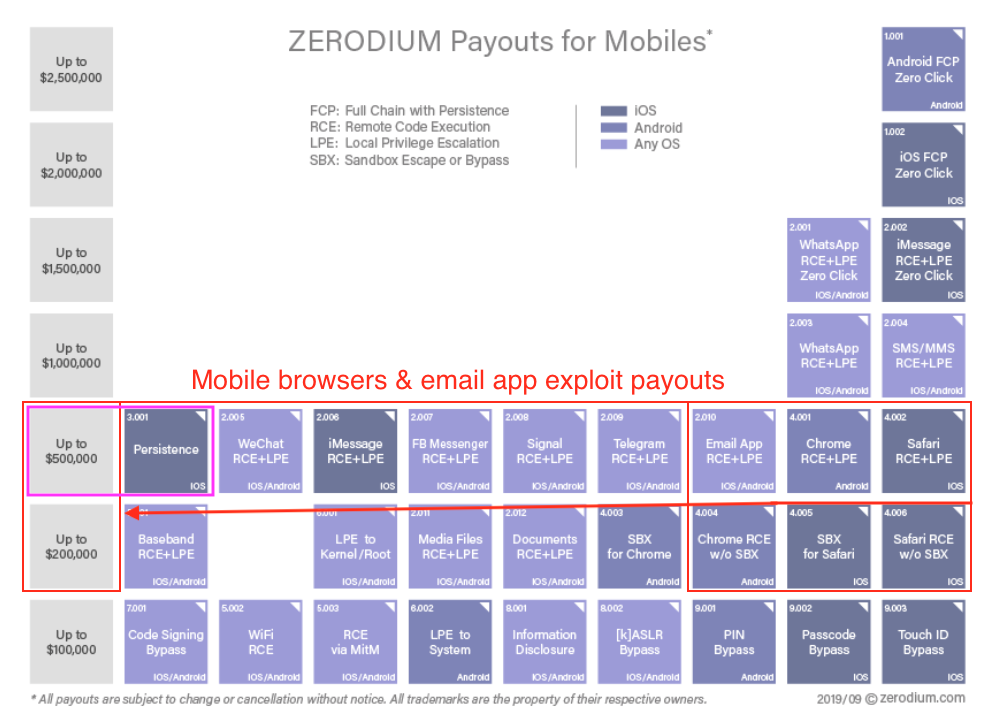 ZERODIUM Payouts for Mobiles*
FCP: Full Chain with Persistence
RCE: Remote Code Execution
LPE: Local Privilege Escalation
SBX: Sandbox Escape or Bypass
iOS
Android
Any OS
Up to
$2,500,000
1.001
Android FCP
Zero Click
Android
Up to
$2,000,000
1.002
iOS FCP
Zero Click
IOS
Up to
$1,500,000
2.001
WhatsApp
RCE+LPE
Zero Click
IOS/Android
2.002
iMessage
RCE+LPE
Zero Click
IOS
Up to
$1,000,000
2.003
WhatsApp
RCE+LPE
IOS/Android
2.004
SMS/MMS
RCE+LPE
IOS/Android
Mobile browsers & email app exploit payouts
Up to
$500,000
3.001
Persistence
IOS
2.005
WeChat
RCE+LPE
IOS/Android
2.006
iMessage
RCE+LPE
IOS
2.007
FB Messenger
RCE+LPE
IOS/Android
2.008
Signal
RCE+LPE
IOS/Android
2.009
Telegram
RCE+LPE
IOS/Android
2.010
Email App
RCE+LPE
IOS/Android
4.001
Chrome
RCE+LPE
Android
4.002
Safari
RCE+LPE
IOS
Up to
$200,000
Baseband
RCE+LPE
IOS/Android
6.001
LPE to
Kernel/Root
IOS/Android
2.011
Media Files
RCE+LPE
IOS/Android
2.012
Documents
RCE+LPE
IOS/Android
4.003
SBX
for Chrome
Android
4.004
Chrome RCE
w/o SBX
Android
4.005
SBX
for Safari
IOS
4.006
Safari RCE
w/o SBX
IOS
Up to
$100,000
7.001
Code Signing
Bypass
IOS/Android
5.002
WiFi
RCE
IOS/Android
5.003
RCE
via MitM
IOS/Android
6.002
LPE to
System
Android
8.001
Information
Disclosure
IOS/Android
8.002
[k]ASLR
Bypass
IOS/Android
9.001
PIN
Bypass
Android
9.002
Passcode
Bypass
IOS
9.003
Touch ID
Bypass
IOS
* All payouts are subject to change or cancellation without notice. All trademarks are the property of their respective owners.
2019/09 © zerodium.com